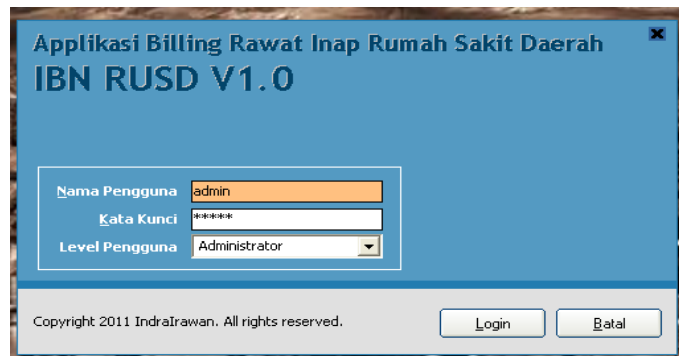 Applikasi Billing Rawat Inap Rumah Sakit Daerah
IBN RUSD V1.0
Nama Pengguna admin
Kata Kunci *****
Level Pengguna Administrator
Copyright 2011 IndraIrawan. All rights reserved. Login Batal